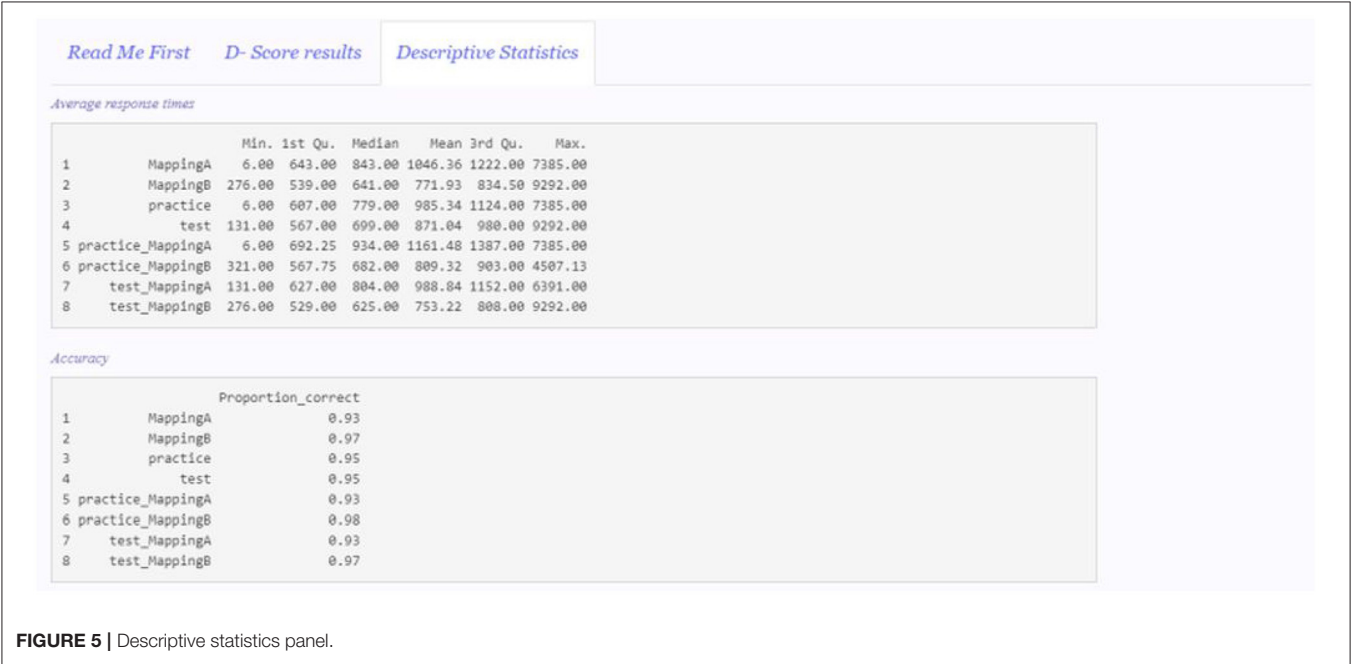 Read Me First D- Score results Descriptive Statistics
Average response times
Min. 1st Qu. Median Mean 3rd Qu. Max.
1 MappingA 6.00 643.00 843.00 1046.36 1222.00 7385.00
2 MappingB 276.00 539.00 641.00 771.93 834.50 9292.00
3 practice 6.00 607.00 779.00 985.34 1124.00 7385.00
4 test 131.00 567.00 699.00 871.04 980.00 9292.00
5 practice_MappingA 6.00 692.25 934.00 1161.48 1387.00 7385.00
6 practice_MappingB 321.00 567.75 682.00 809.32 903.00 4507.13
7 test_MappingA 131.00 627.00 804.00 988.84 1152.00 6391.00
8 test_MappingB 276.00 529.00 625.00 753.22 808.00 9292.00
Accuracy
Proportion_correct
1 MappingA 0.93
2 MappingB 0.97
3 practice 0.95
4 test 0.95
5 practice_MappingA 0.93
6 practice_MappingB 0.98
7 test_MappingA 0.93
8 test_MappingB 0.97
FIGURE 5 | Descriptive statistics panel.